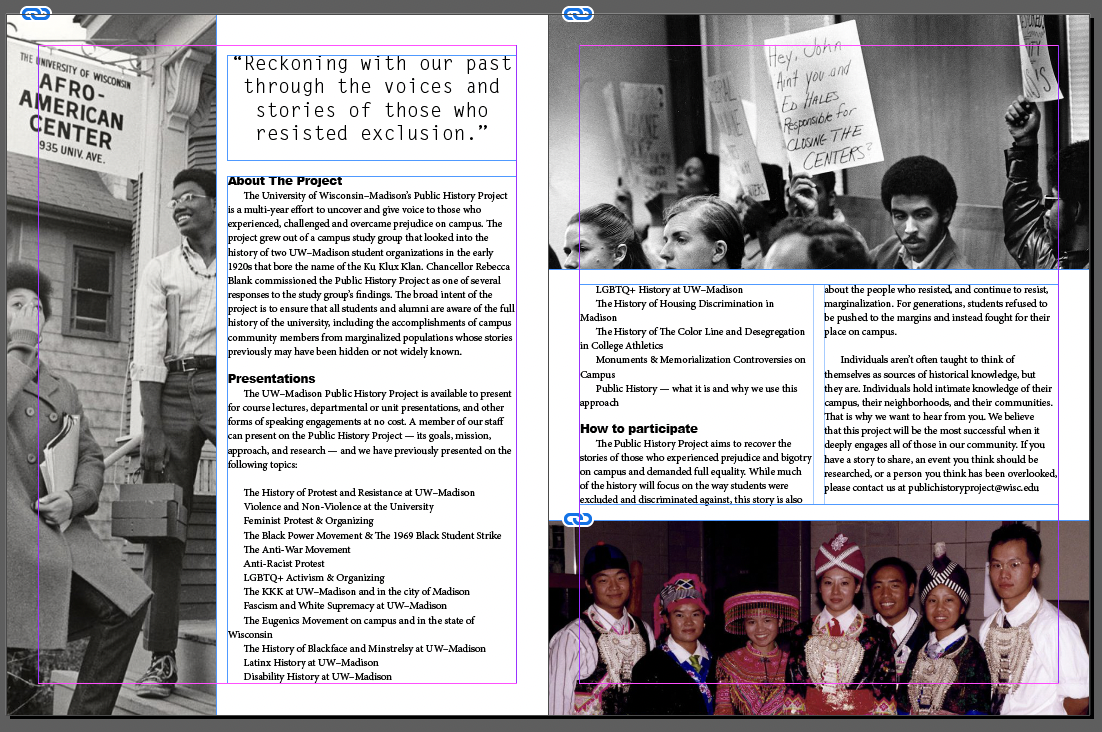 THE UNIVERSITY OF WISCONSIN
AFRO-
AMERICAN
CENTER
935 UNIV. AVE.
“Reckoning with our past
through the voices and
stories of those who
resisted exclusion.”
About The Project
The University of Wisconsin–Madison’s Public History Project
is a multi-year effort to uncover and give voice to those who
experienced, challenged and overcame prejudice on campus. The
project grew out of a campus study group that looked into the
history of two UW–Madison student organizations in the early
1920s that bore the name of the Ku Klux Klan. Chancellor Rebecca
Blank commissioned the Public History Project as one of several
responses to the study group’s findings. The broad intent of the
project is to ensure that all students and alumni are aware of the full
history of the university, including the accomplishments of campus
community members from marginalized populations whose stories
previously may have been hidden or not widely known.
Presentations
The UW–Madison Public History Project is available to present
for course lectures, departmental or unit presentations, and other
forms of speaking engagements at no cost. A member of our staff
can present on the Public History Project — its goals, mission,
approach, and research — and we have previously presented on the
following topics:
The History of Protest and Resistance at UW–Madison
Violence and Non-Violence at the University
Feminist Protest & Organizing
The Black Power Movement & The 1969 Black Student Strike
The Anti-War Movement
Anti-Racist Protest
LGBTQ+ Activism & Organizing
The KKK at UW–Madison and in the city of Madison
Fascism and White Supremacy at UW–Madison
The Eugenics Movement on campus and in the state of
Wisconsin
The History of Blackface and Minstrelsy at UW–Madison
Latinx History at UW–Madison
Disability History at UW–Madison
Hey, John
Ain't you and
ED HALES
Responsible for
CLOSING THE
CENTERS?
LGBTQ+ History at UW–Madison
The History of Housing Discrimination in
Madison
The History of The Color Line and Desegregation
in College Athletics
Monuments & Memorialization Controversies on
Campus
Public History — what it is and why we use this
approach
How to participate
The Public History Project aims to recover the
stories of those who experienced prejudice and bigotry
on campus and demanded full equality. While much
of the history will focus on the way students were
excluded and discriminated against, this story is also
about the people who resisted, and continue to resist,
marginalization. For generations, students refused to
be pushed to the margins and instead fought for their
place on campus.
Individuals aren’t often taught to think of
themselves as sources of historical knowledge, but
they are. Individuals hold intimate knowledge of their
campus, their neighborhoods, and their communities.
That is why we want to hear from you. We believe
that this project will be the most successful when it
deeply engages all of those in our community. If you
have a story to share, an event you think should be
researched, or a person you think has been overlooked,
please contact us at publichistoryproject@wisc.edu